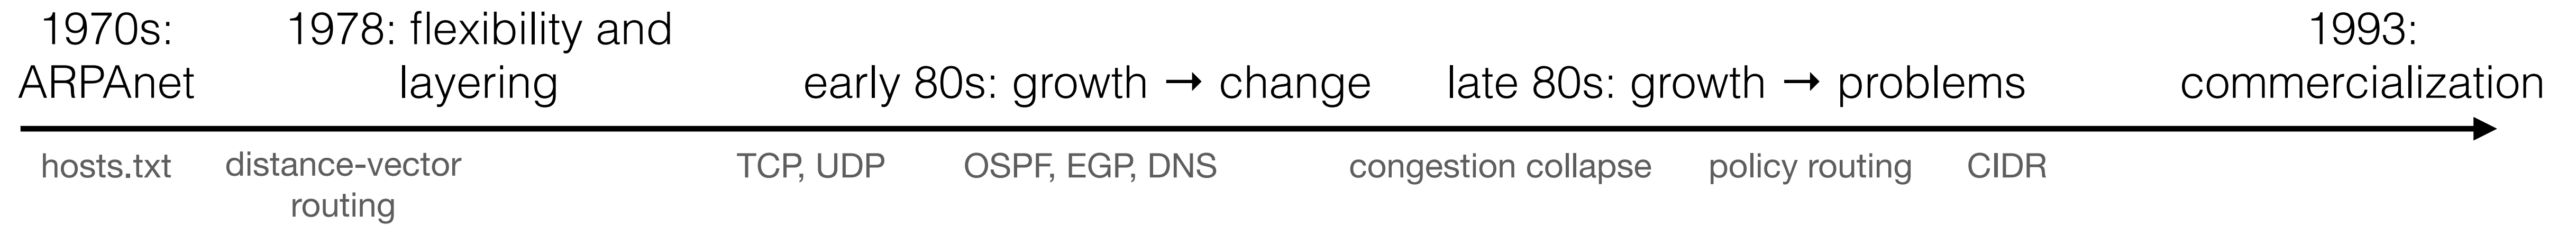 1970s:
ARPAnet
1978: flexibility and
layering
early 80s: growth → change
late 80s: growth → problems
1993:
commercialization
hosts.txt
distance-vector
routing
TCP, UDP
OSPF, EGP, DNS
congestion collapse
policy routing
CIDR